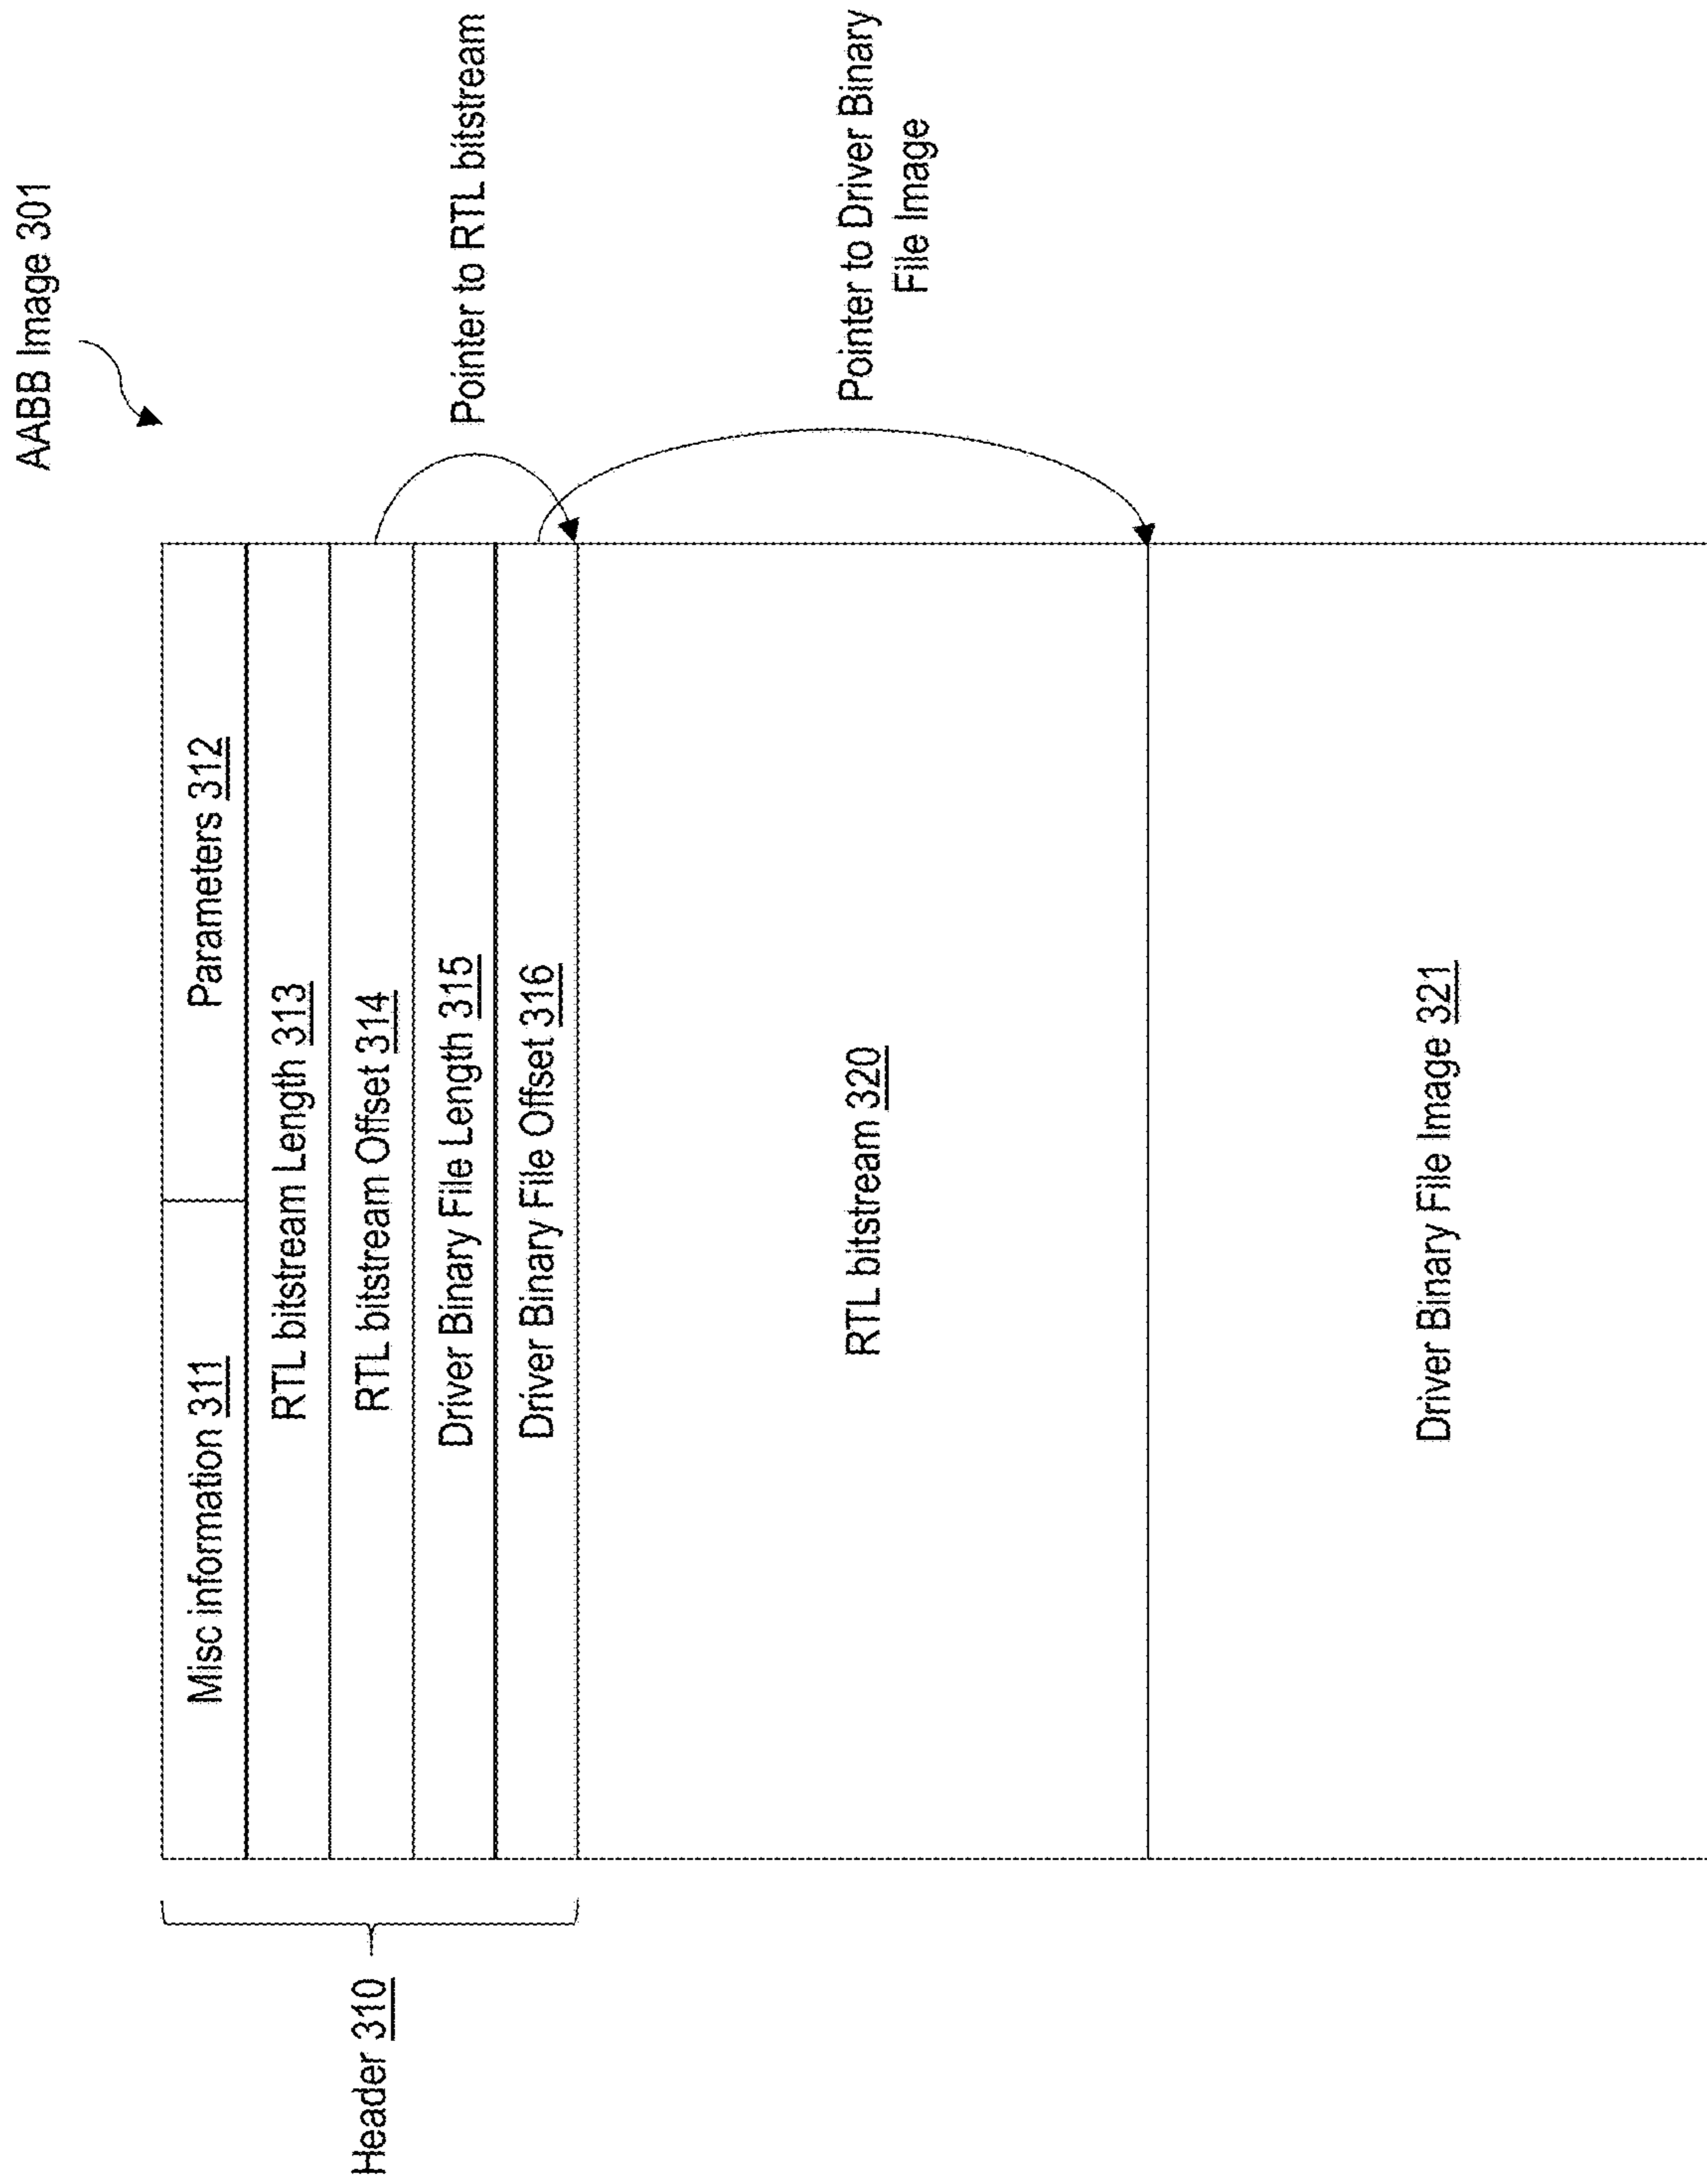 AABB Image 301
Header 310
Misc information 311
Parameters 312
RTL bitstream Length 313
RTL bitstream Offset 314
Driver Binary File Length 315
Driver Binary File Offset 316
Pointer to RTL bitstream
RTL bitstream 320
Pointer to Driver Binary
File Image
Driver Binary File Image 321